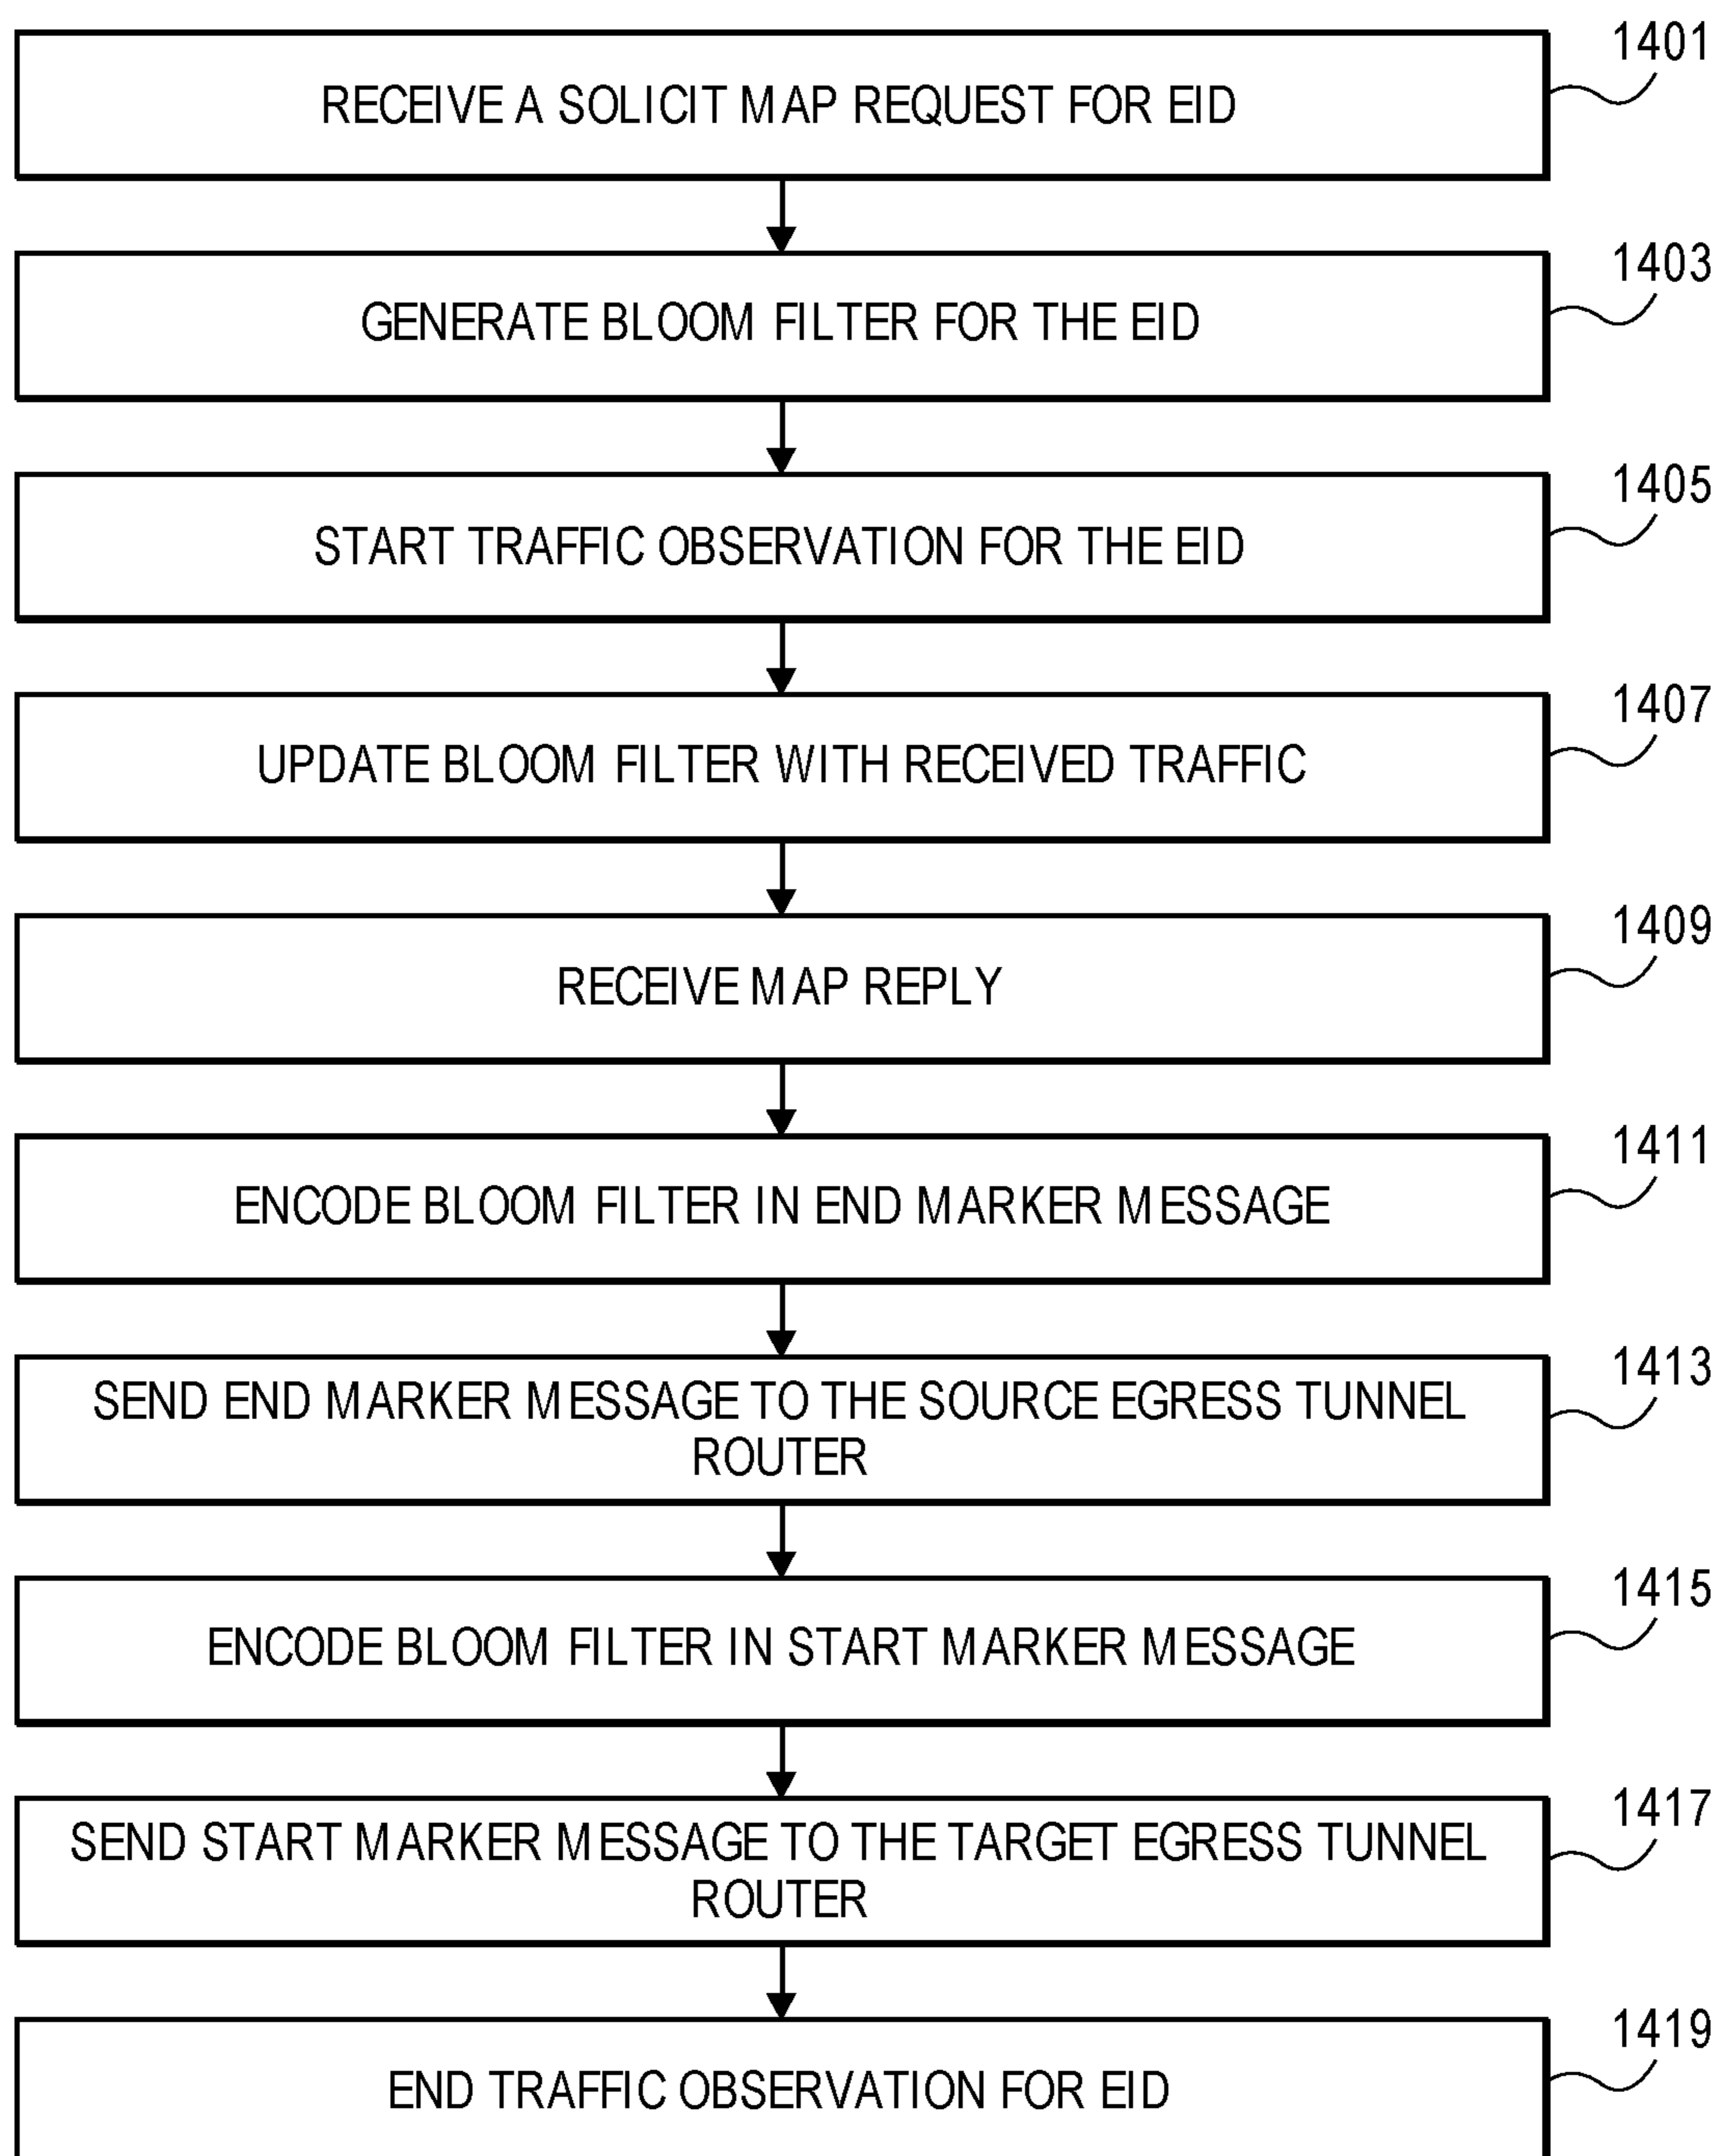 1401
RECEIVE A SOLICIT MAP REQUEST FOR EID
1403
GENERATE BLOOM FILTER FOR THE EID
1405
START TRAFFIC OBSERVATION FOR THE EID
1407
UPDATE BLOOM FILTER WITH RECEIVED TRAFFIC
1409
RECEIVE MAP REPLY
1411
ENCODE BLOOM FILTER IN END MARKER MESSAGE
1413
SEND END MARKER MESSAGE TO THE SOURCE EGRESS TUNNEL
ROUTER
1415
ENCODE BLOOM FILTER IN START MARKER MESSAGE
1417
SEND START MARKER MESSAGE TO THE TARGET EGRESS TUNNEL
ROUTER
1419
END TRAFFIC OBSERVATION FOR EID